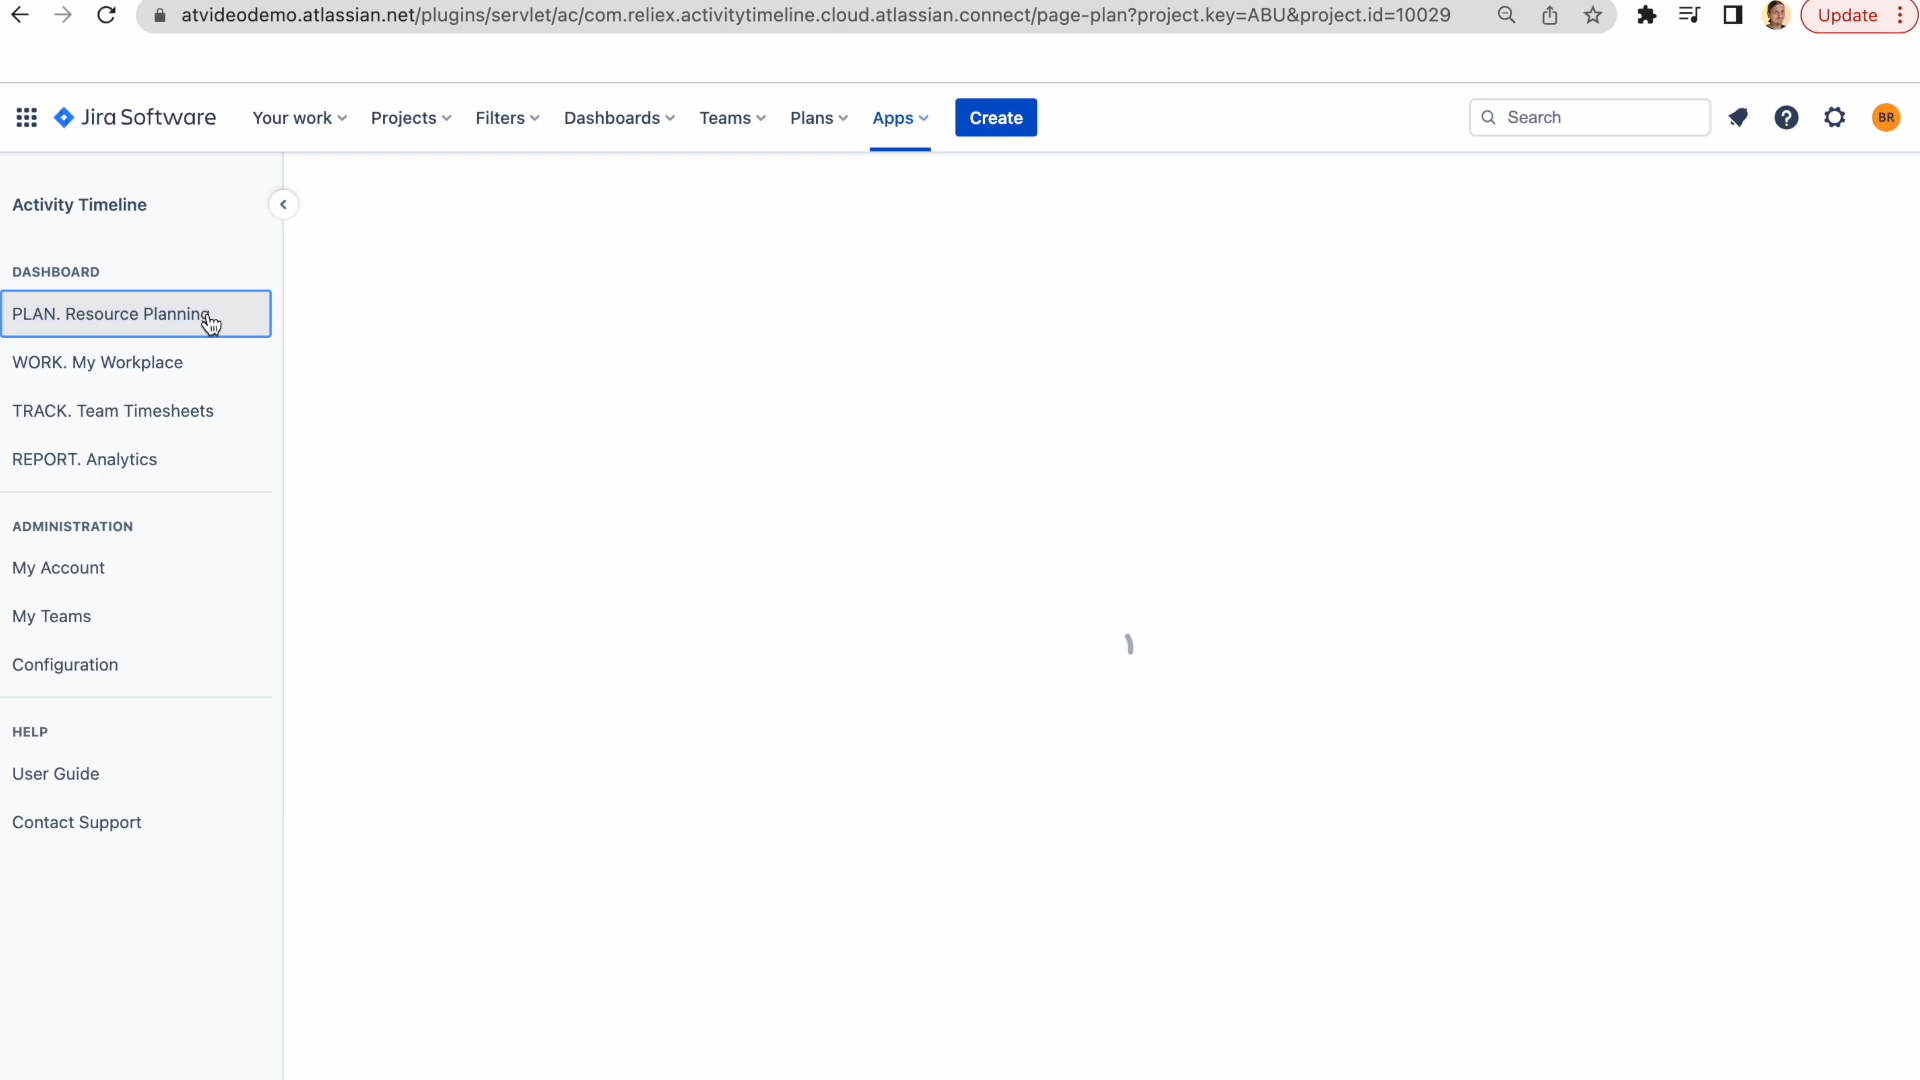 atvideodemo.atlassian.net/plugins/servlet/ac/com.reliex.activitytimeline.cloud.atlassian.connect/page-plan?project.key=ABU&project.id=10029
Update
Jira Software
Your work
Projects
Filters
Dashboards
Teams
Plans
Apps
Create
Search
BR
Activity Timeline
DASHBOARD
PLAN. Resource Planning
WORK. My Workplace
TRACK. Team Timesheets
REPORT. Analytics
ADMINISTRATION
My Account
My Teams
Configuration
HELP
User Guide
Contact Support